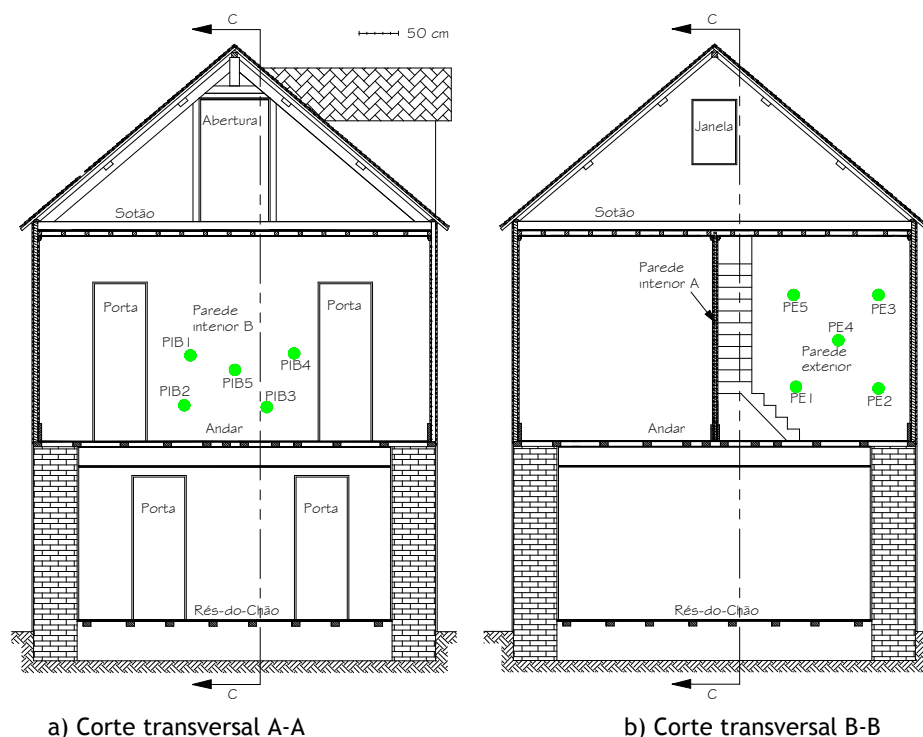 C
50 cm
Abertura
Sotão
Porta
Parede
interior B
Porta
PIB1
PIB4
PIB5
PIB2
PIB3
Andar
Porta
Porta
Rés-do-Chão
C
a) Corte transversal A-A
C
Janela
Sotão
Parede
interior A
PE5
PE3
PE4
Parede
exterior
PE1
PE2
Andar
Rés-do-Chão
C
b) Corte transversal B-B